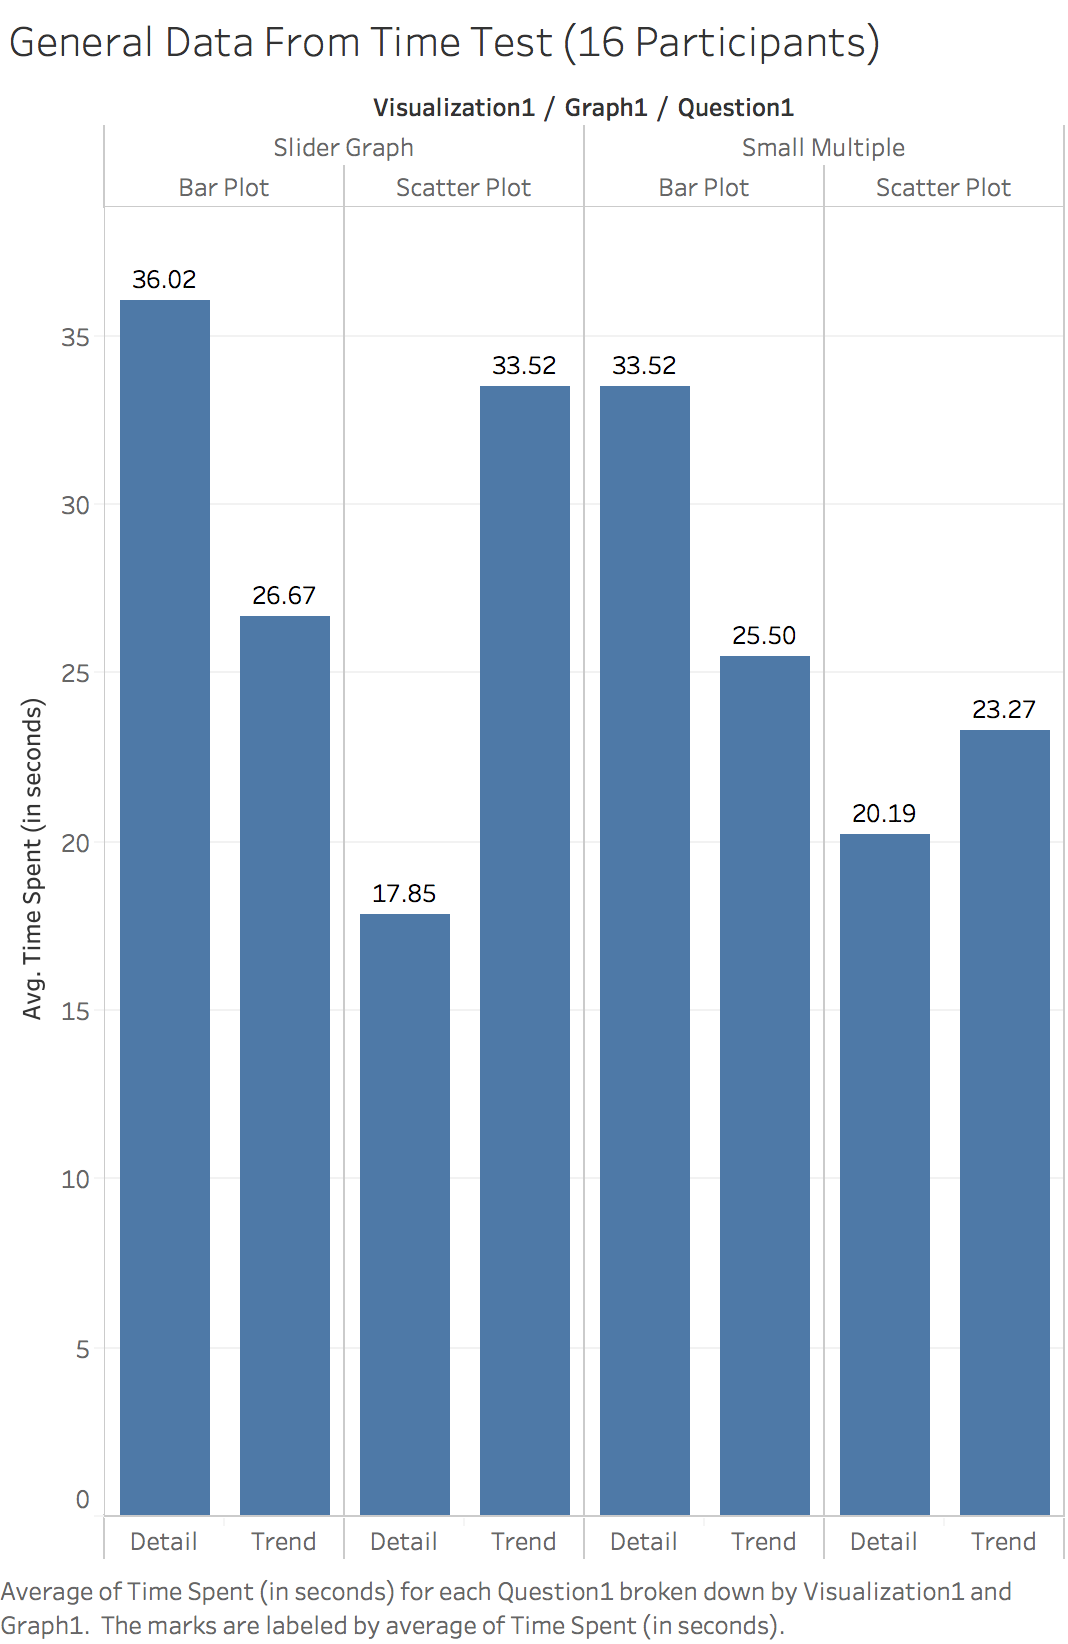 General Data From Time Test (16 Participants)
Visualization1 / Graph1 / Question1
Slider Graph Small Multiple
Bar Plot Scatter Plot Bar Plot Scatter Plot
36.02
35
33.52 33.52
30
26.67
25.50
25
23.27
Avg. Time Spent (in seconds)
20
20.19
17.85
15
10
5
0
Detail Trend Detail Trend Detail Trend Detail Trend
Average of Time Spent (in seconds) for each Question1 broken down by Visualization1 and
Graph1.  The marks are labeled by average of Time Spent (in seconds).